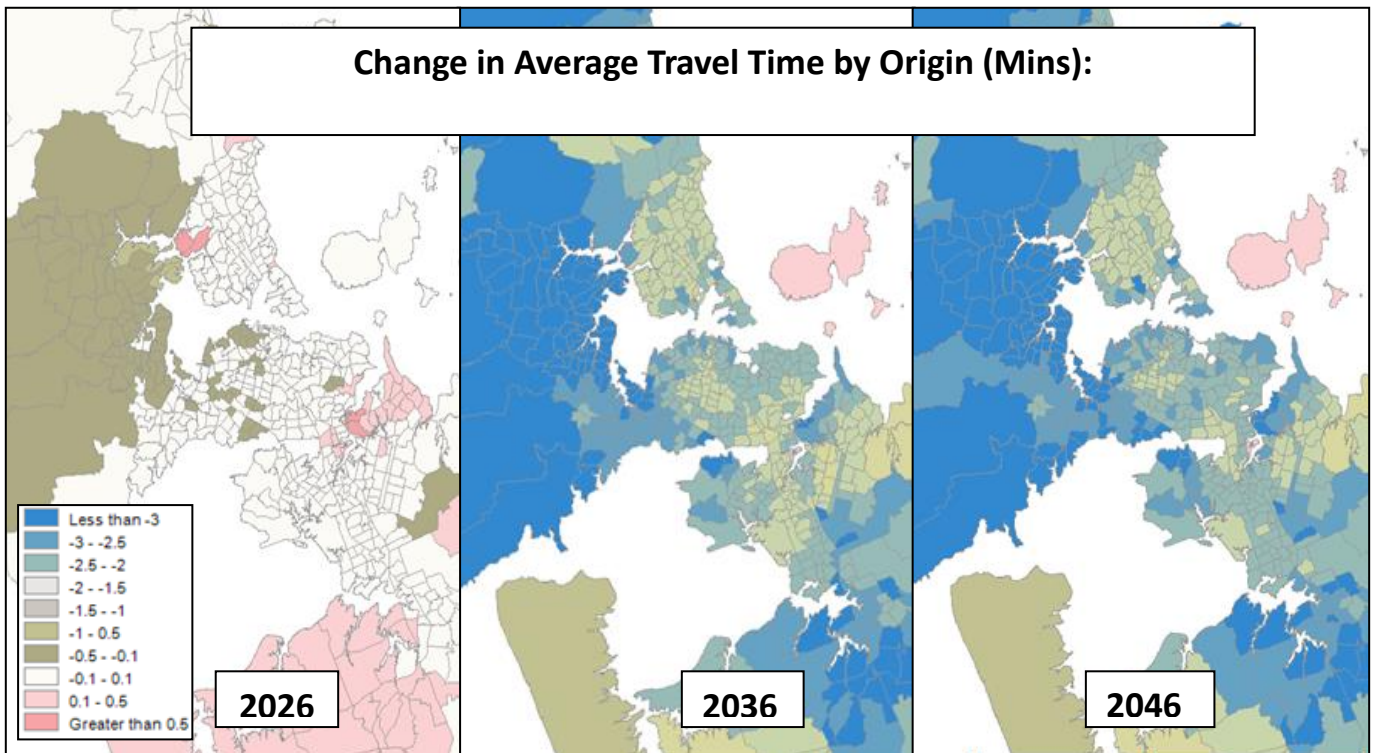 Change in Average Travel Time by Origin (Mins):
Less than -3
-3 - -2.5
-2.5 - -2
-2 - -1.5
-1.5 - -1
-1 - 0.5
-0.5 - -0.1
-0.1 - 0.1
0.1 - 0.5
Greater than 0.5
2026
2036
2046